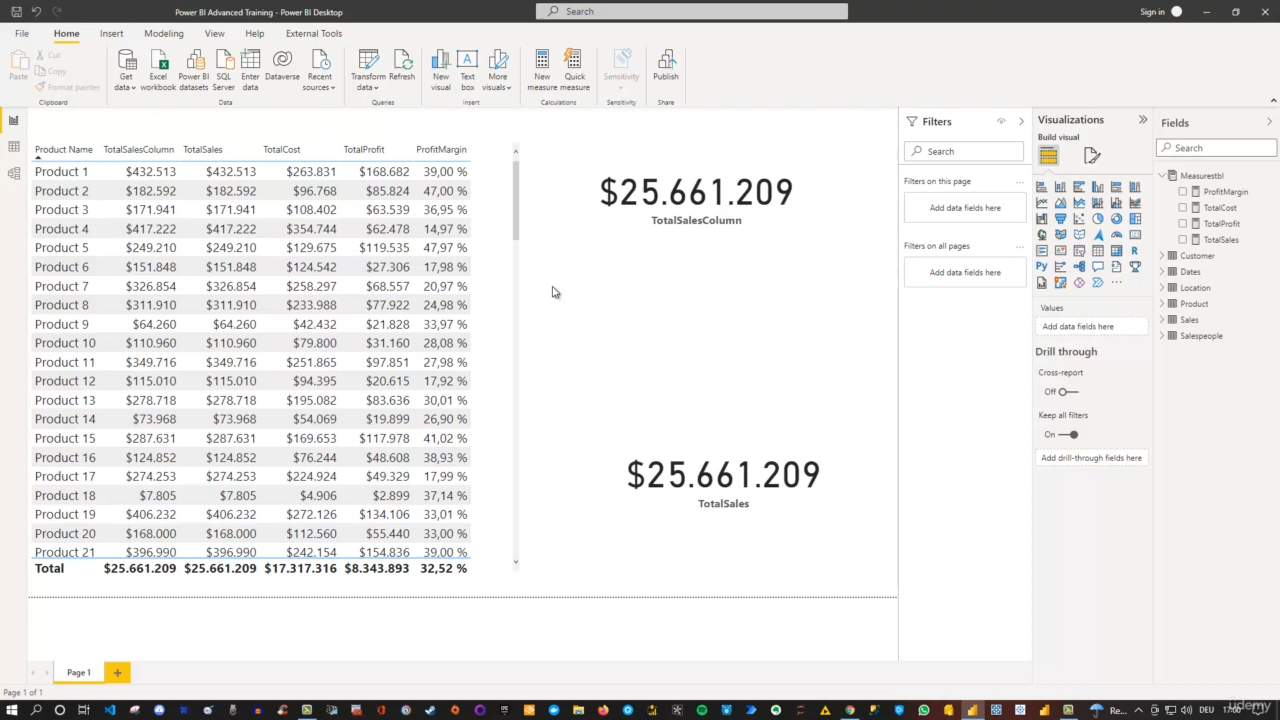 Power BI Advanced Training - Power BI Desktop
Search
Sign in
File Home Insert Modeling View Help External Tools
Paste
Cut
Copy
Format painter
Clipboard
Get data
Excel workbook
Power BI datasets
SQL Server
Enter data
Dataverse
Recent sources
Data
Transform data
Refresh
Queries
New visual
Text box
More visuals
Insert
New measure
Quick measure
Calculations
Sensitivity
Sensitivity
Publish
Share
Product Name TotalSalesColumn TotalSales TotalCost TotalProfit ProfitMargin
Product 1 $432.513 $432.513 $263.831 $168.682 39,00 %
Product 2 $182.592 $182.592 $96.768 $85.824 47,00 %
Product 3 $171.941 $171.941 $108.402 $63.539 36,95 %
Product 4 $417.222 $417.222 $354.744 $62.478 14,97 %
Product 5 $249.210 $249.210 $129.675 $119.535 47,97 %
Product 6 $151.848 $151.848 $124.542 $27.306 17,98 %
Product 7 $326.854 $326.854 $258.297 $68.557 20,97 %
Product 8 $311.910 $311.910 $233.988 $77.922 24,98 %
Product 9 $64.260 $64.260 $42.432 $21.828 33,97 %
Product 10 $110.960 $110.960 $79.800 $31.160 28,08 %
Product 11 $349.716 $349.716 $251.865 $97.851 27,98 %
Product 12 $115.010 $115.010 $94.395 $20.615 17,92 %
Product 13 $278.718 $278.718 $195.082 $83.636 30,01 %
Product 14 $73.968 $73.968 $54.069 $19.899 26,90 %
Product 15 $287.631 $287.631 $169.653 $117.978 41,02 %
Product 16 $124.852 $124.852 $76.244 $48.608 38,93 %
Product 17 $274.253 $274.253 $224.924 $49.329 17,99 %
Product 18 $7.805 $7.805 $4.906 $2.899 37,14 %
Product 19 $406.232 $406.232 $272.126 $134.106 33,01 %
Product 20 $168.000 $168.000 $112.560 $55.440 33,00 %
Product 21 $396.990 $396.990 $242.154 $154.836 39,00 %
Total $25.661.209 $25.661.209 $17.317.316 $8.343.893 32,52 %
$25.661.209
TotalSalesColumn
$25.661.209
TotalSales
Filters
Search
Filters on this page
Add data fields here
Filters on all pages
Add data fields here
Visualizations
Build visual
R
Py
Values
Add data fields here
Drill through
Cross-report
Off
Keep all filters
On
Add drill-through fields here
Fields
Search
Measurestbl
ProfitMargin
TotalCost
TotalProfit
TotalSales
Customer
Dates
Location
Product
Sales
Salespeople
Page 1
Page 1 of 1
Re...
DEU
Udemy